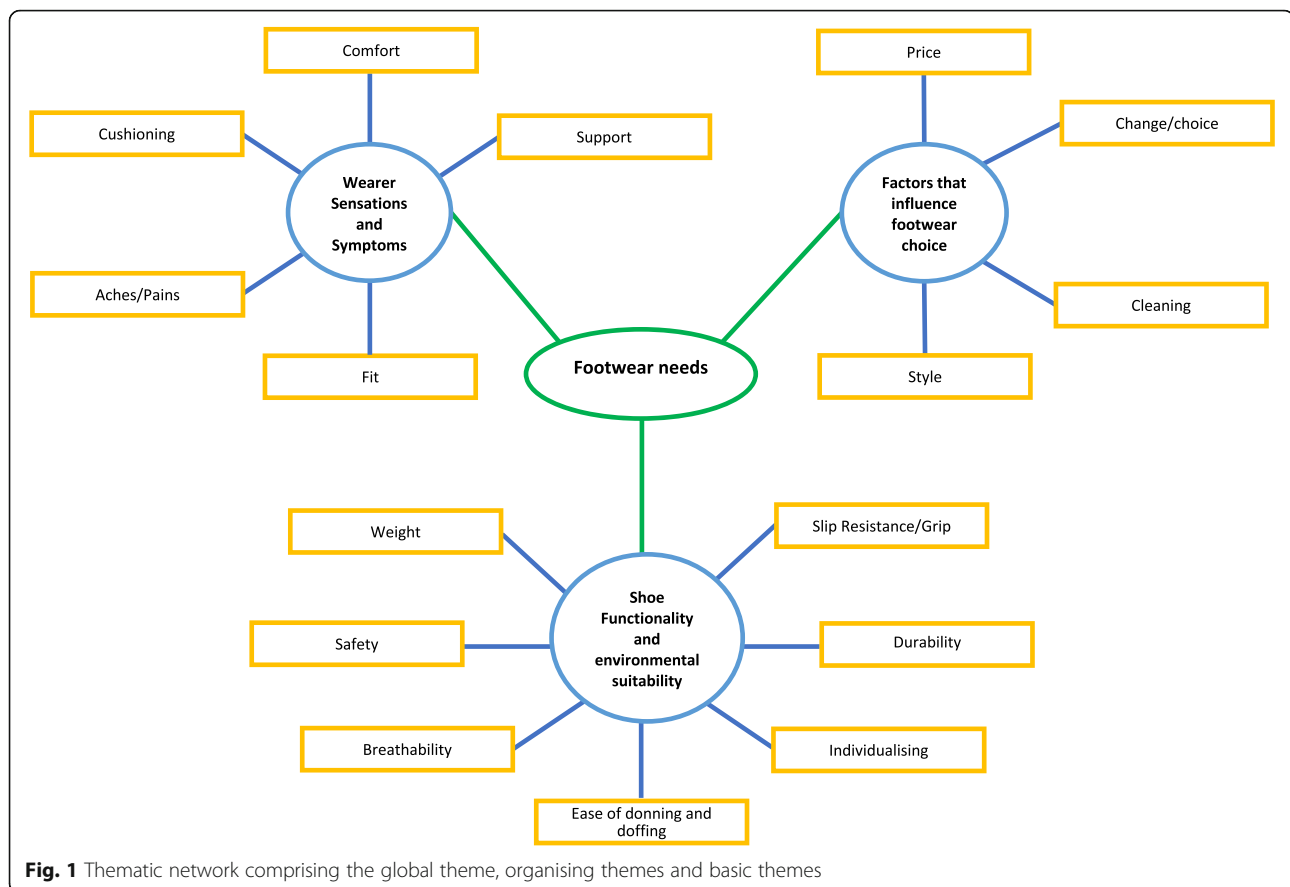 Comfort
Cushioning
Support
Wearer
Sensations
and
Symptoms
Aches/Pains
Fit
Price
Change/choice
Factors that
influence
footwear
choice
Cleaning
Style
Footwear needs
Weight
Slip Resistance/Grip
Shoe
Functionality
and
environmental
suitability
Safety
Durability
Breathability
Individualising
Ease of donning and
doffing
Fig. 1 Thematic network comprising the global theme, organising themes and basic themes